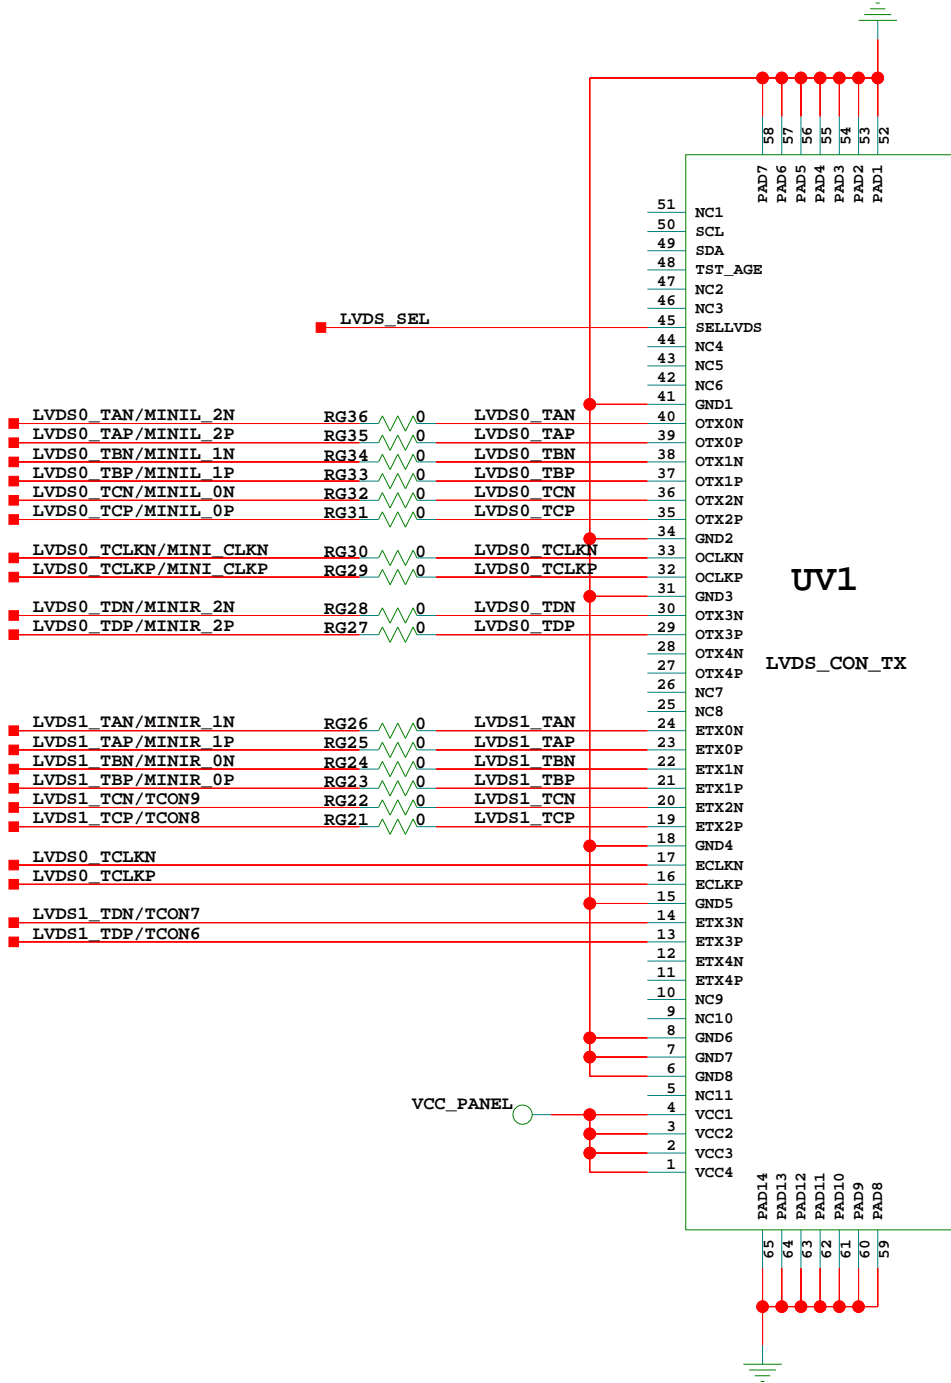 58 57 56 55 54 53 52
PAD7 PAD6 PAD5 PAD4 PAD3 PAD2 PAD1
51 NC1
50 SCL
49 SDA
48 TST_AGE
47 NC2
46 NC3
LVDS_SEL 45 SELLVDS
44 NC4
43 NC5
42 NC6
41 GND1
LVDS0_TAN/MINIL_2N RG36 0 LVDS0_TAN 40 OTX0N
LVDS0_TAP/MINIL_2P RG35 0 LVDS0_TAP 39 OTX0P
LVDS0_TBN/MINIL_1N RG34 0 LVDS0_TBN 38 OTX1N
LVDS0_TBP/MINIL_1P RG33 0 LVDS0_TBP 37 OTX1P
LVDS0_TCN/MINIL_0N RG32 0 LVDS0_TCN 36 OTX2N
LVDS0_TCP/MINIL_0P RG31 0 LVDS0_TCP 35 OTX2P
34 GND2
LVDS0_TCLKN/MINI_CLKN RG30 0 LVDS0_TCLKN 33 OCLKN
LVDS0_TCLKP/MINI_CLKP RG29 0 LVDS0_TCLKP 32 OCLKP
UV1
31 GND3
LVDS0_TDN/MINIR_2N RG28 0 LVDS0_TDN 30 OTX3N
LVDS0_TDP/MINIR_2P RG27 0 LVDS0_TDP 29 OTX3P
28 OTX4N
LVDS_CON_TX
27 OTX4P
26 NC7
25 NC8
LVDS1_TAN/MINIR_1N RG26 0 LVDS1_TAN 24 ETX0N
LVDS1_TAP/MINIR_1P RG25 0 LVDS1_TAP 23 ETX0P
LVDS1_TBN/MINIR_0N RG24 0 LVDS1_TBN 22 ETX1N
LVDS1_TBP/MINIR_0P RG23 0 LVDS1_TBP 21 ETX1P
LVDS1_TCN/TCON9 RG22 0 LVDS1_TCN 20 ETX2N
LVDS1_TCP/TCON8 RG21 0 LVDS1_TCP 19 ETX2P
18 GND4
LVDS0_TCLKN 17 ECLKN
LVDS0_TCLKP 16 ECLKP
15 GND5
LVDS1_TDN/TCON7 14 ETX3N
LVDS1_TDP/TCON6 13 ETX3P
12 ETX4N
11 ETX4P
10 NC9
9 NC10
8 GND6
7 GND7
6 GND8
5 NC11
VCC_PANEL 4 VCC1
3 VCC2
2 VCC3
1 VCC4
PAD14 PAD13 PAD12 PAD11 PAD10 PAD9 PAD8
65 64 63 62 61 60 59